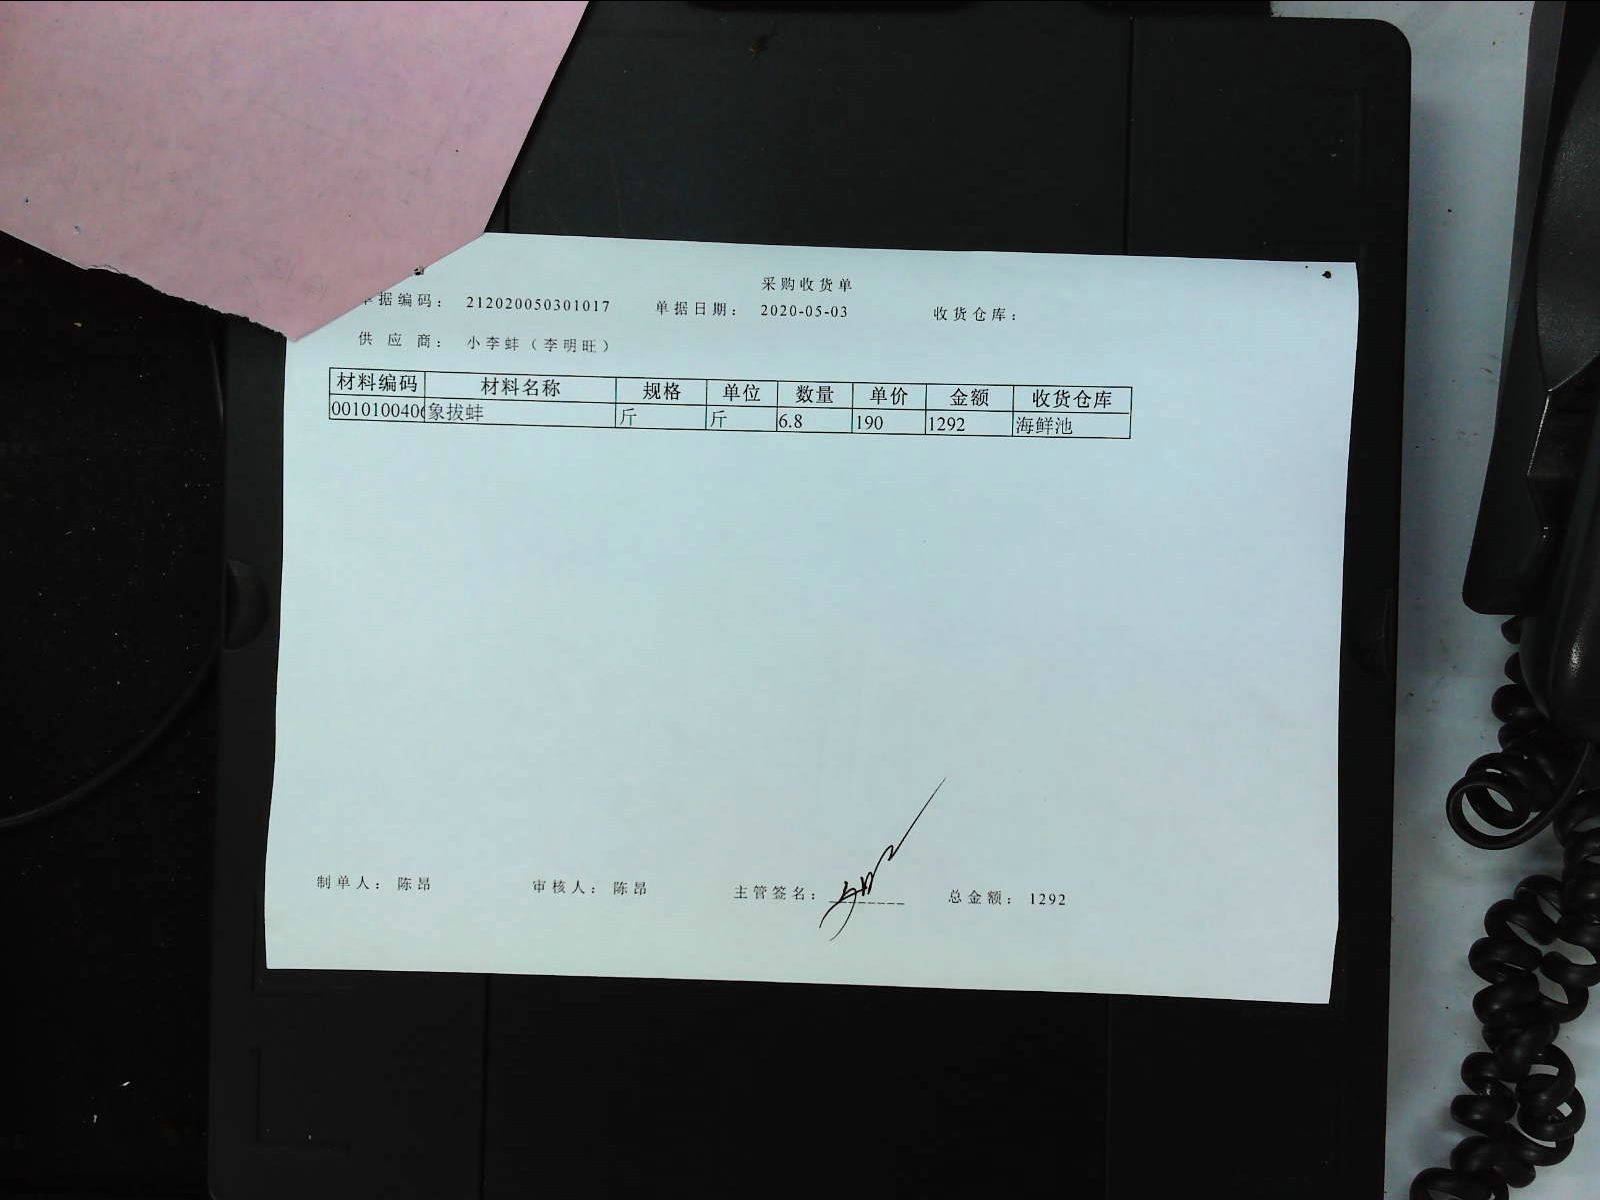 采购收货单
单据编码： 212020050301017 单据日期： 2020-05-03 收货仓库：
供 应 商： 小李蚌（李明旺）
材料编码 材料名称 规格 单位 数量 单价 金额 收货仓库
0010100406 象拔蚌 斤 斤 6.8 190 1292 海鲜池
制单人： 陈昂 审核人： 陈昂 主管签名： 总金额： 1292